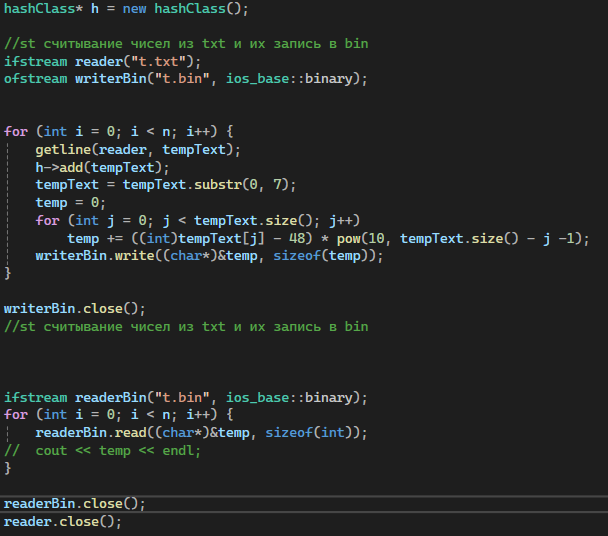 hashClass* h = new hashClass();
//st считывание чисел из txt и их запись в bin
ifstream reader("t.txt");
ofstream writerBin("t.bin", ios_base::binary);
for (int i = 0; i < n; i++) {
getline(reader, tempText);
h->add(tempText);
tempText = tempText.substr(0, 7);
temp = 0;
for (int j = 0; j < tempText.size(); j++)
temp += ((int)tempText[j] - 48) * pow(10, tempText.size() - j -1);
writerBin.write((char*)&temp, sizeof(temp));
}
writerBin.close();
//st считывание чисел из txt и их запись в bin
ifstream readerBin("t.bin", ios_base::binary);
for (int i = 0; i < n; i++) {
readerBin.read((char*)&temp, sizeof(int));
//  cout << temp << endl;
}
readerBin.close();
reader.close();